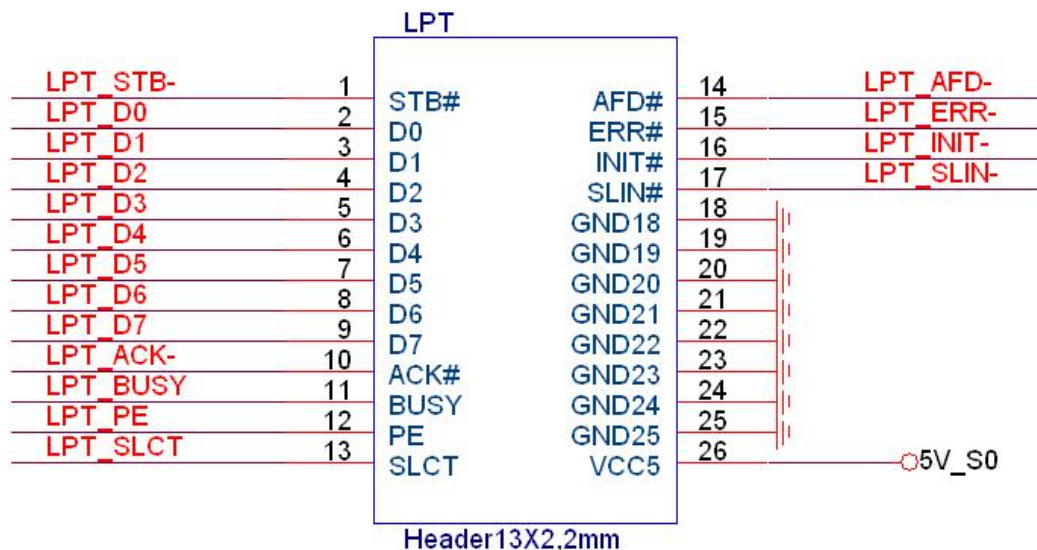 LPT
LPT_STB- 1 STB# AFD# 14 LPT_AFD-
LPT_D0 2 D0 ERR# 15 LPT_ERR-
LPT_D1 3 D1 INIT# 16 LPT_INIT-
LPT_D2 4 D2 SLIN# 17 LPT_SLIN-
LPT_D3 5 D3 GND18 18
LPT_D4 6 D4 GND19 19
LPT_D5 7 D5 GND20 20
LPT_D6 8 D6 GND21 21
LPT_D7 9 D7 GND22 22
LPT_ACK- 10 ACK# GND23 23
LPT_BUSY 11 BUSY GND24 24
LPT_PE 12 PE GND25 25
LPT_SLCT 13 SLCT VCC5 26 5V_S0
Header13X2,2mm